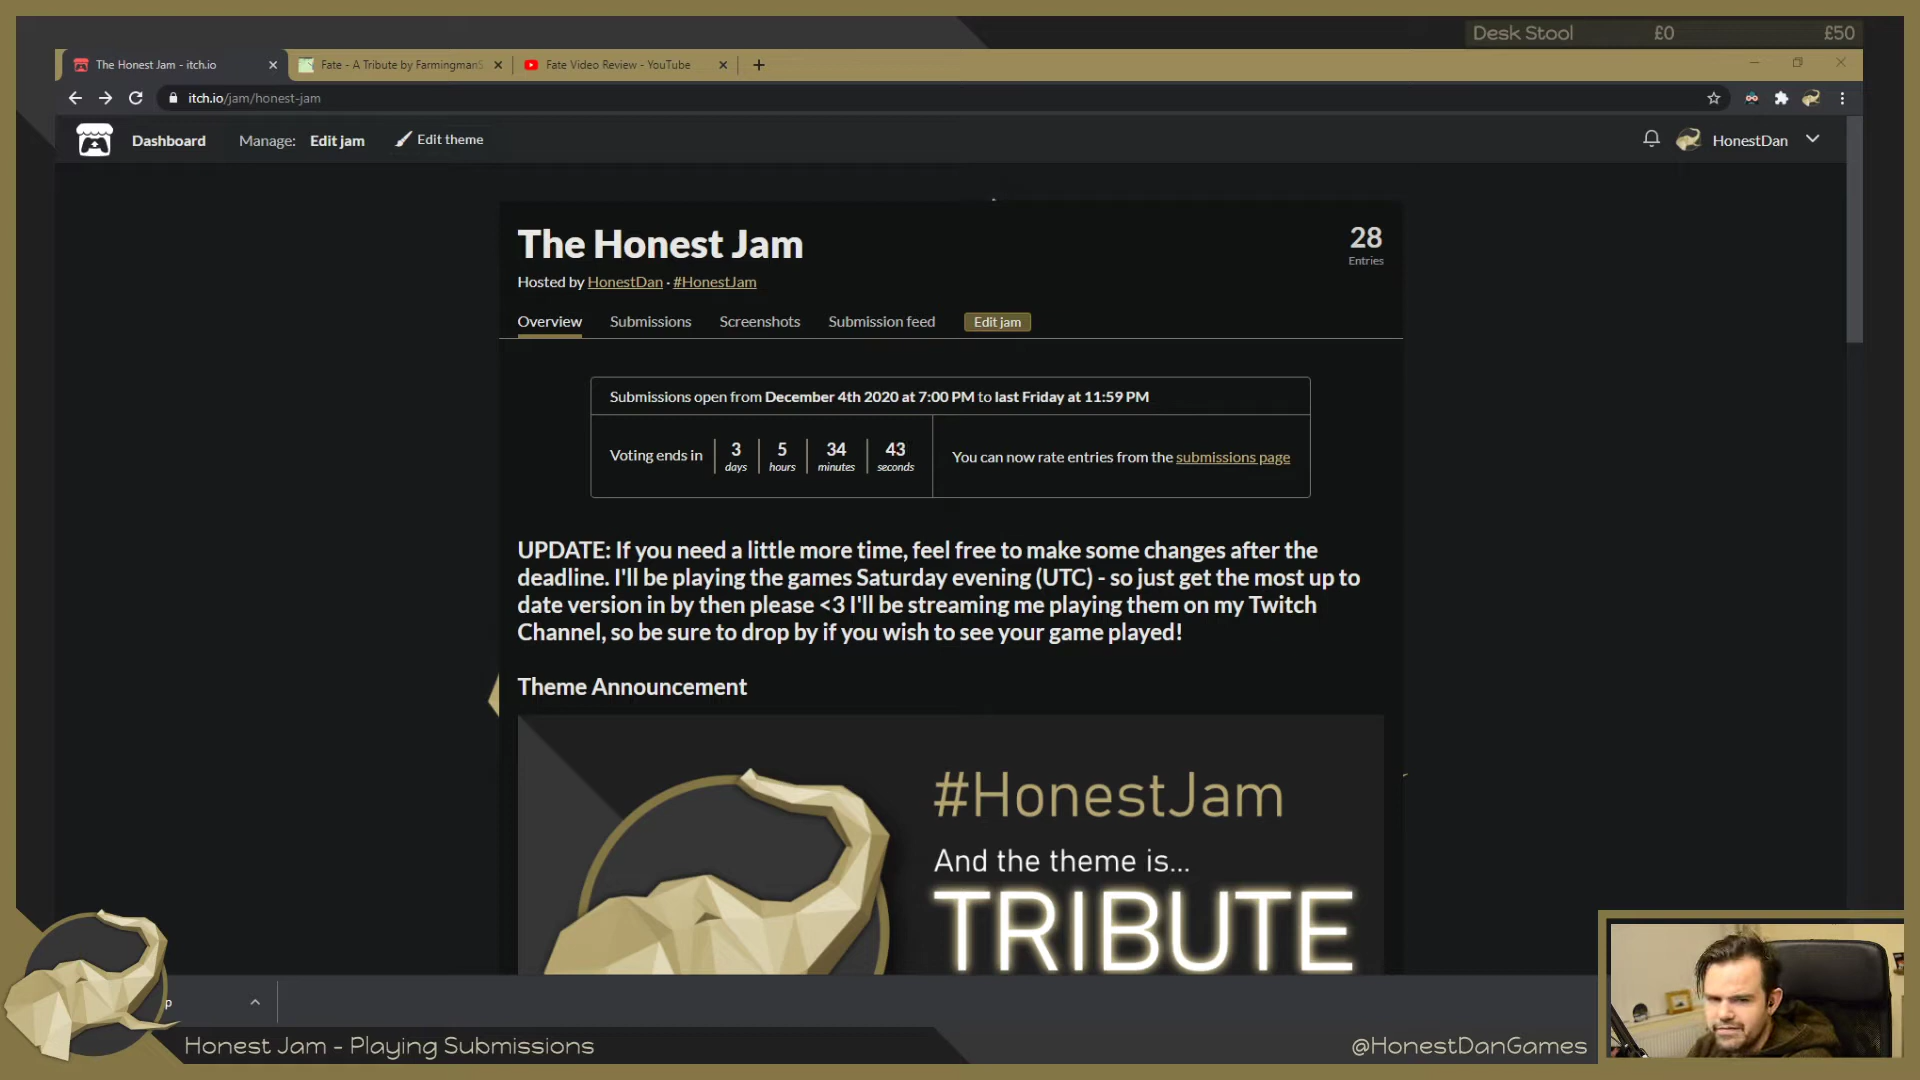 Desk Stool £0 £50
The Honest Jam - itch.io
Fate - A Tribute by FarmingmanS
Fate Video Review - YouTube
itch.io/jam/honest-jam
Dashboard Manage: Edit jam Edit theme
HonestDan
The Honest Jam
28
Entries
Hosted by HonestDan · #HonestJam
Overview Submissions Screenshots Submission feed Edit jam
Submissions open from December 4th 2020 at 7:00 PM to last Friday at 11:59 PM
Voting ends in 3 days 5 hours 34 minutes 43 seconds
You can now rate entries from the submissions page
UPDATE: If you need a little more time, feel free to make some changes after the
deadline. I'll be playing the games Saturday evening (UTC) - so just get the most up to
date version in by then please <3 I'll be streaming me playing them on my Twitch
Channel, so be sure to drop by if you wish to see your game played!
Theme Announcement
#HonestJam
And the theme is...
TRIBUTE
p
Honest Jam - Playing Submissions
@HonestDanGames